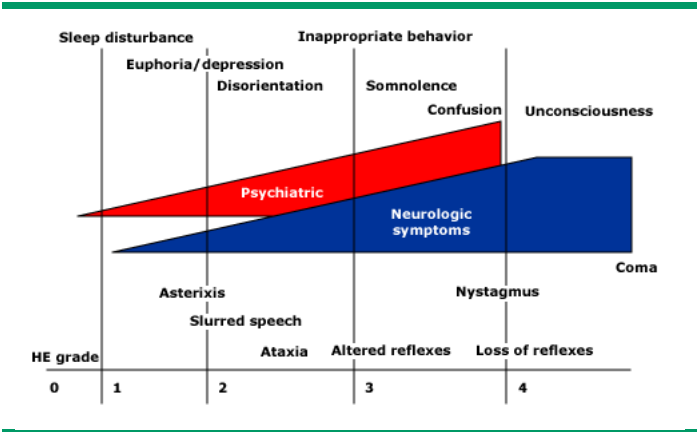 Sleep disturbance
Inappropriate behavior
Euphoria/depression
Disorientation
Somnolence
Confusion
Unconsciousness
Psychiatric
Neurologic
symptoms
Coma
Asterixis
Nystagmus
Slurred speech
Ataxia
Altered reflexes
Loss of reflexes
HE grade
0 1 2 3 4